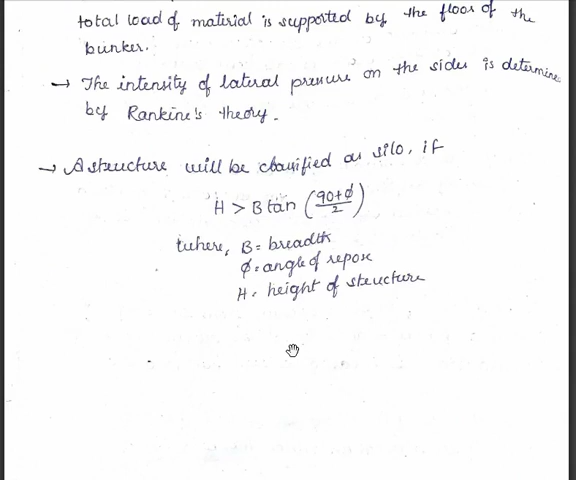 total load of material is supported by the floor of the
bunker.
→ The intensity of lateral pressure on the sides is determine
by Rankine's theory.
→ A structure will be classified as silo, if
H > B tan (90+ϕ/2)
where, B = breadth
ϕ = angle of repose
H = height of structure